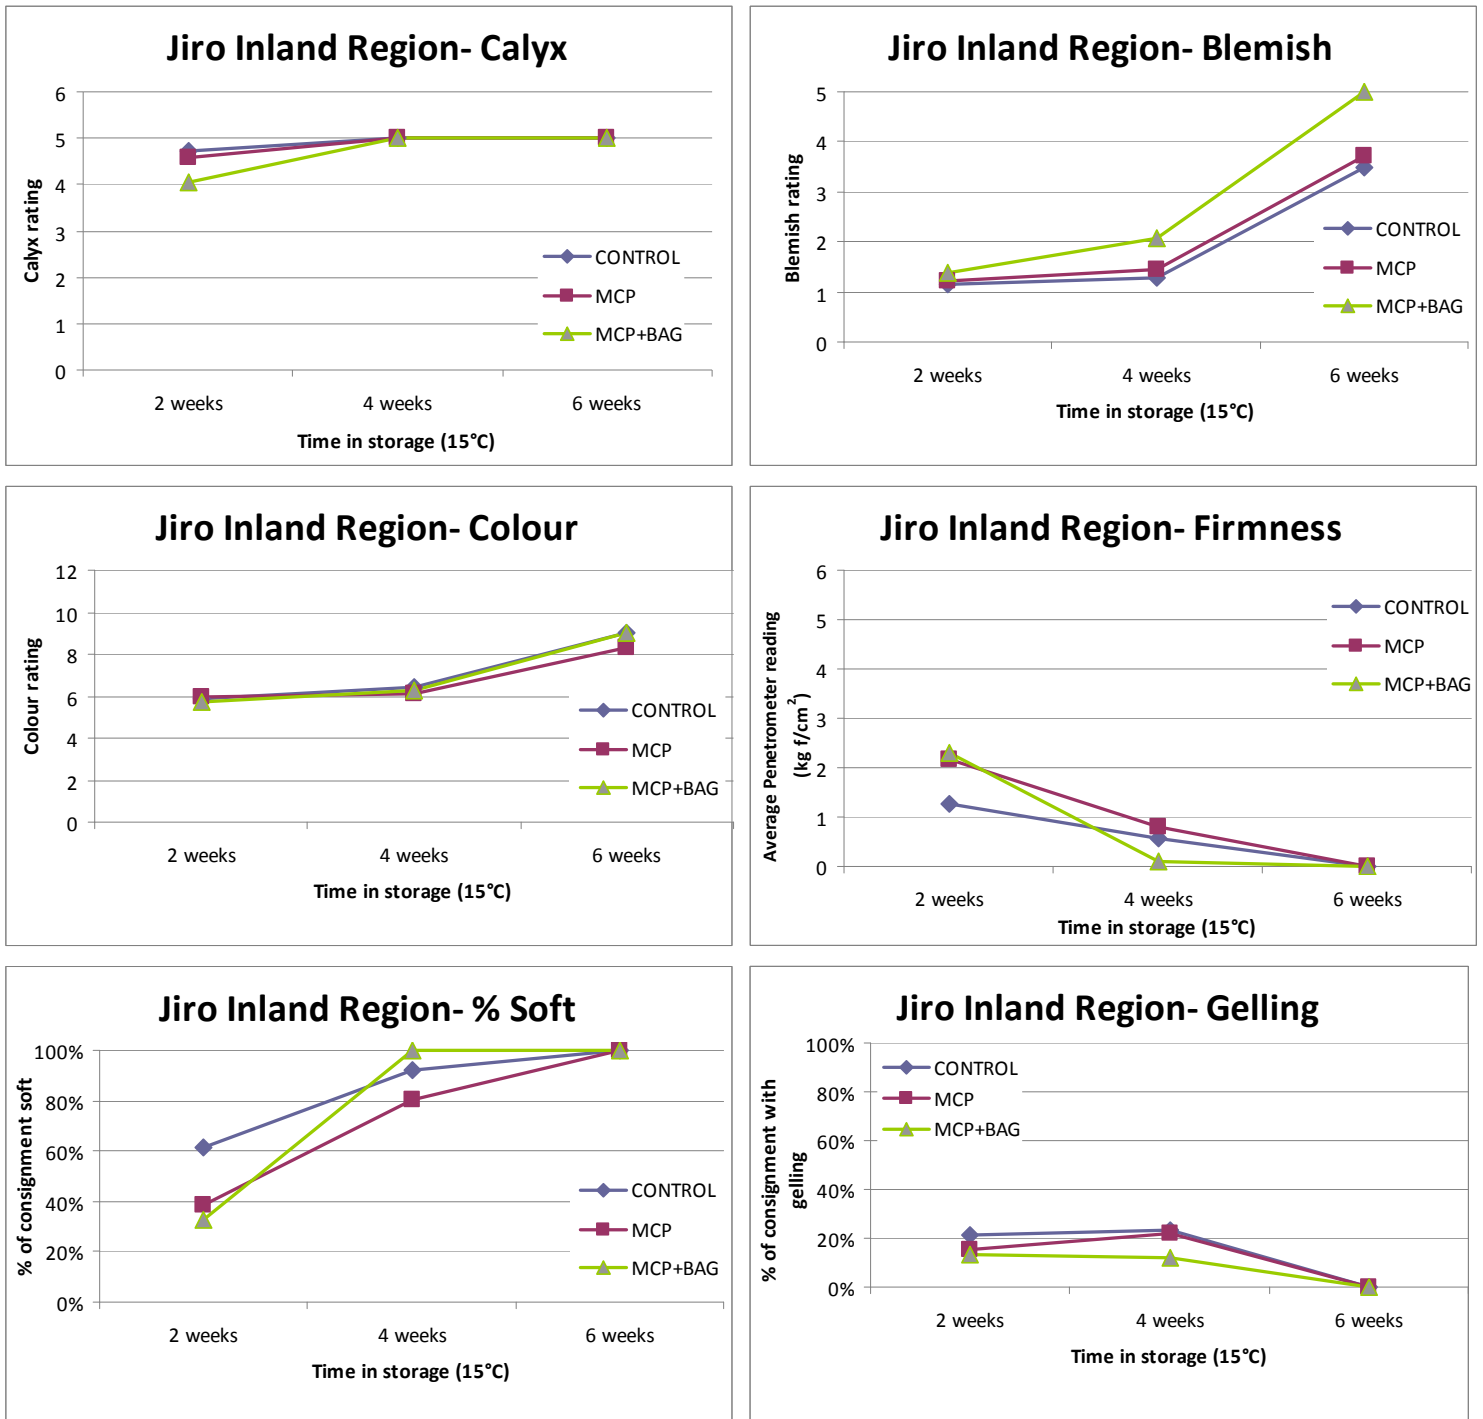 Jiro Inland Region- Calyx
6
5
4
3
2
1
0
Calyx rating
CONTROL
MCP
MCP+BAG
2 weeks 4 weeks 6 weeks
Time in storage (15°C)
Jiro Inland Region- Blemish
5
4
3
2
1
0
Blemish rating
CONTROL
MCP
MCP+BAG
2 weeks 4 weeks 6 weeks
Time in storage (15°C)
Jiro Inland Region- Colour
12
10
8
6
4
2
0
Colour rating
CONTROL
MCP
MCP+BAG
2 weeks 4 weeks 6 weeks
Time in storage (15°C)
Jiro Inland Region- Firmness
6
5
4
3
2
1
0
Average Penetrometer reading
(kg f/cm²)
CONTROL
MCP
MCP+BAG
2 weeks 4 weeks 6 weeks
Time in storage (15°C)
Jiro Inland Region- % Soft
100%
80%
60%
40%
20%
0%
% of consignment soft
CONTROL
MCP
MCP+BAG
2 weeks 4 weeks 6 weeks
Time in storage (15°C)
Jiro Inland Region- Gelling
100%
80%
60%
40%
20%
0%
% of consignment with
gelling
CONTROL
MCP
MCP+BAG
2 weeks 4 weeks 6 weeks
Time in storage (15°C)